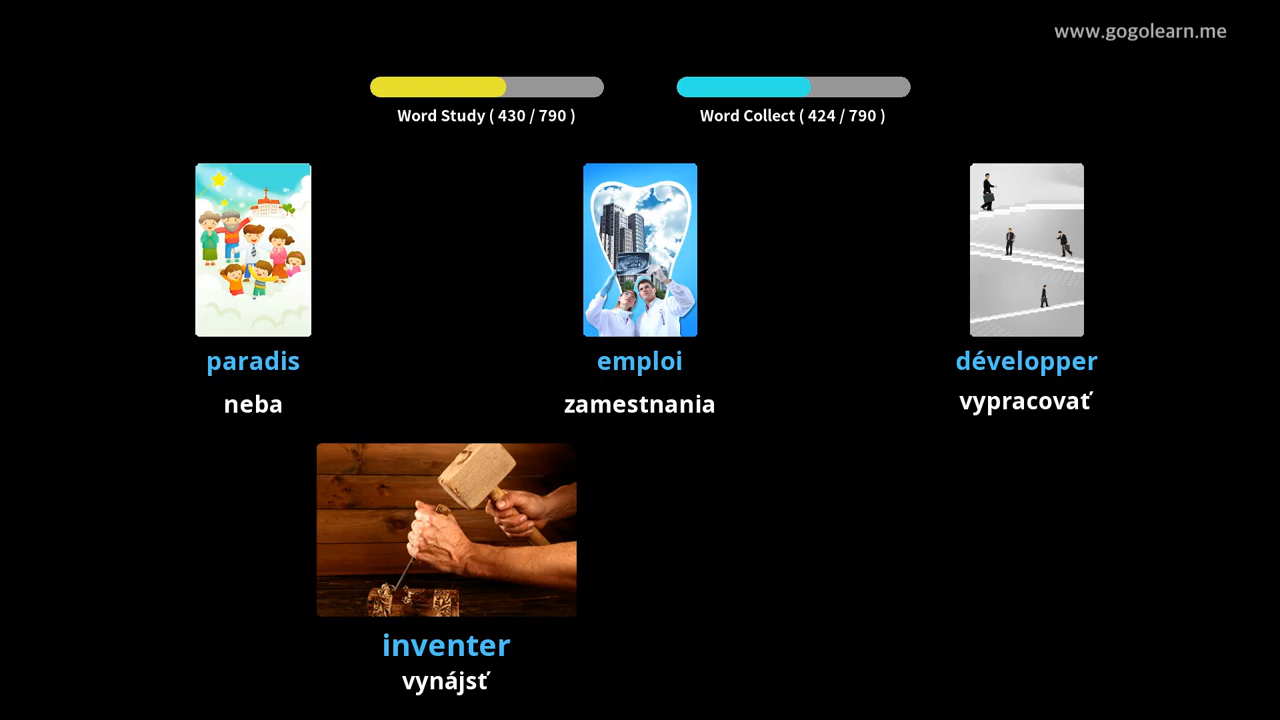 www.gogolearn.me
Word Study ( 430 / 790 )
Word Collect ( 424 / 790 )
paradis
emploi
développer
neba
zamestnania
vypracovať
inventer
vynájsť